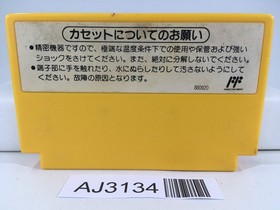 カセットについてのお願い
●精密機器ですので、極端な温度条件下での使用や保管および強い
ショックをさけてください。また、絶対に分解しないでください。
●端子部に手を触れたり、水にぬらしたりして汚さないようにして
ください。故障の原因となります。
AJ3134